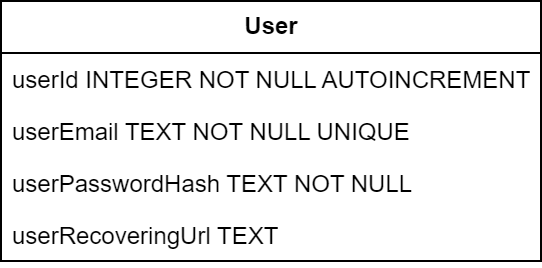 User
userId INTEGER NOT NULL AUTOINCREMENT
userEmail TEXT NOT NULL UNIQUE
userPasswordHash TEXT NOT NULL
userRecoveringUrl TEXT